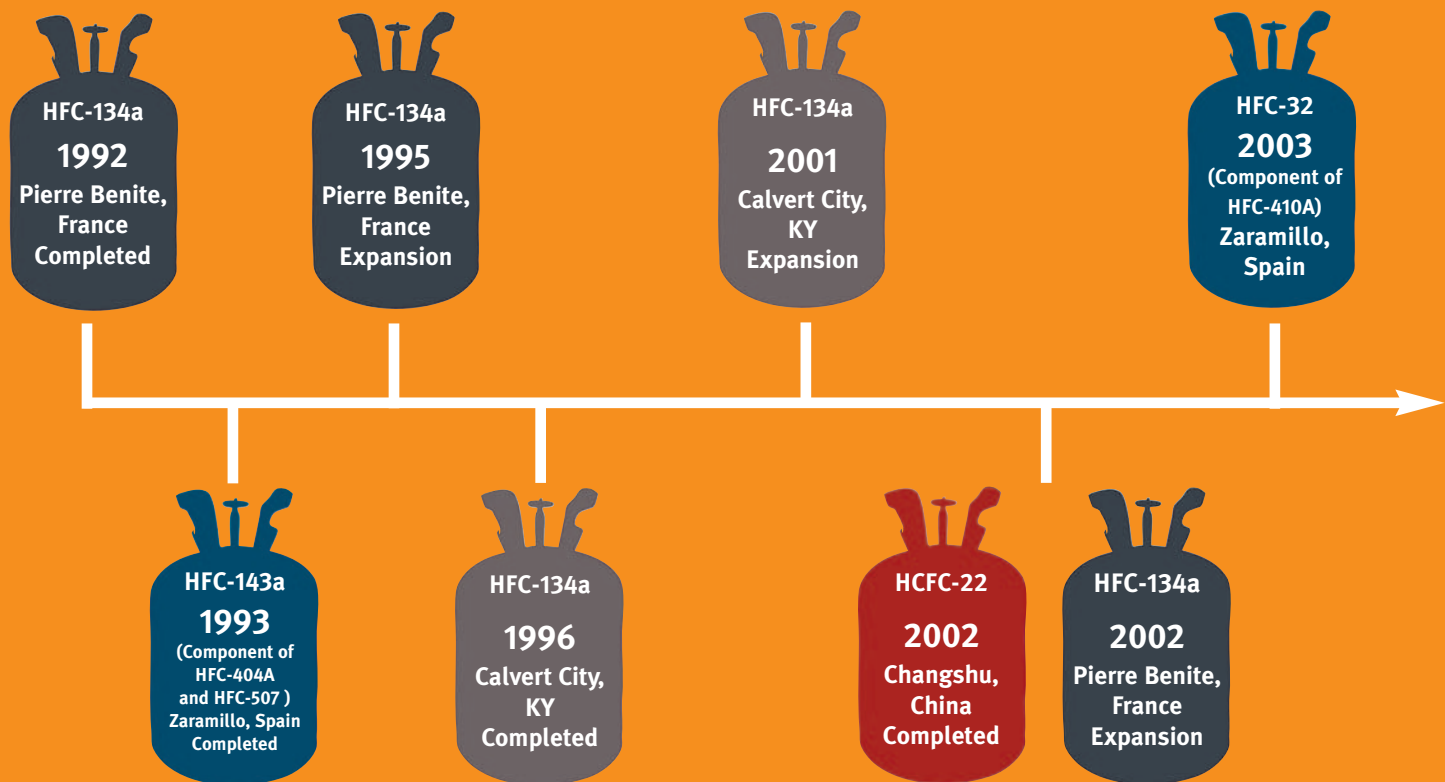 HFC-134a
1992
Pierre Benite,
France
Completed
HFC-134a
1995
Pierre Benite,
France
Expansion
HFC-134a
2001
Calvert City,
KY
Expansion
HFC-32
2003
(Component of
HFC-410A)
Zaramillo,
Spain
HFC-143a
1993
(Component of
HFC-404A
and HFC-507 )
Zaramillo, Spain
Completed
HFC-134a
1996
Calvert City,
KY
Completed
HCFC-22
2002
Changshu,
China
Completed
HFC-134a
2002
Pierre Benite,
France
Expansion